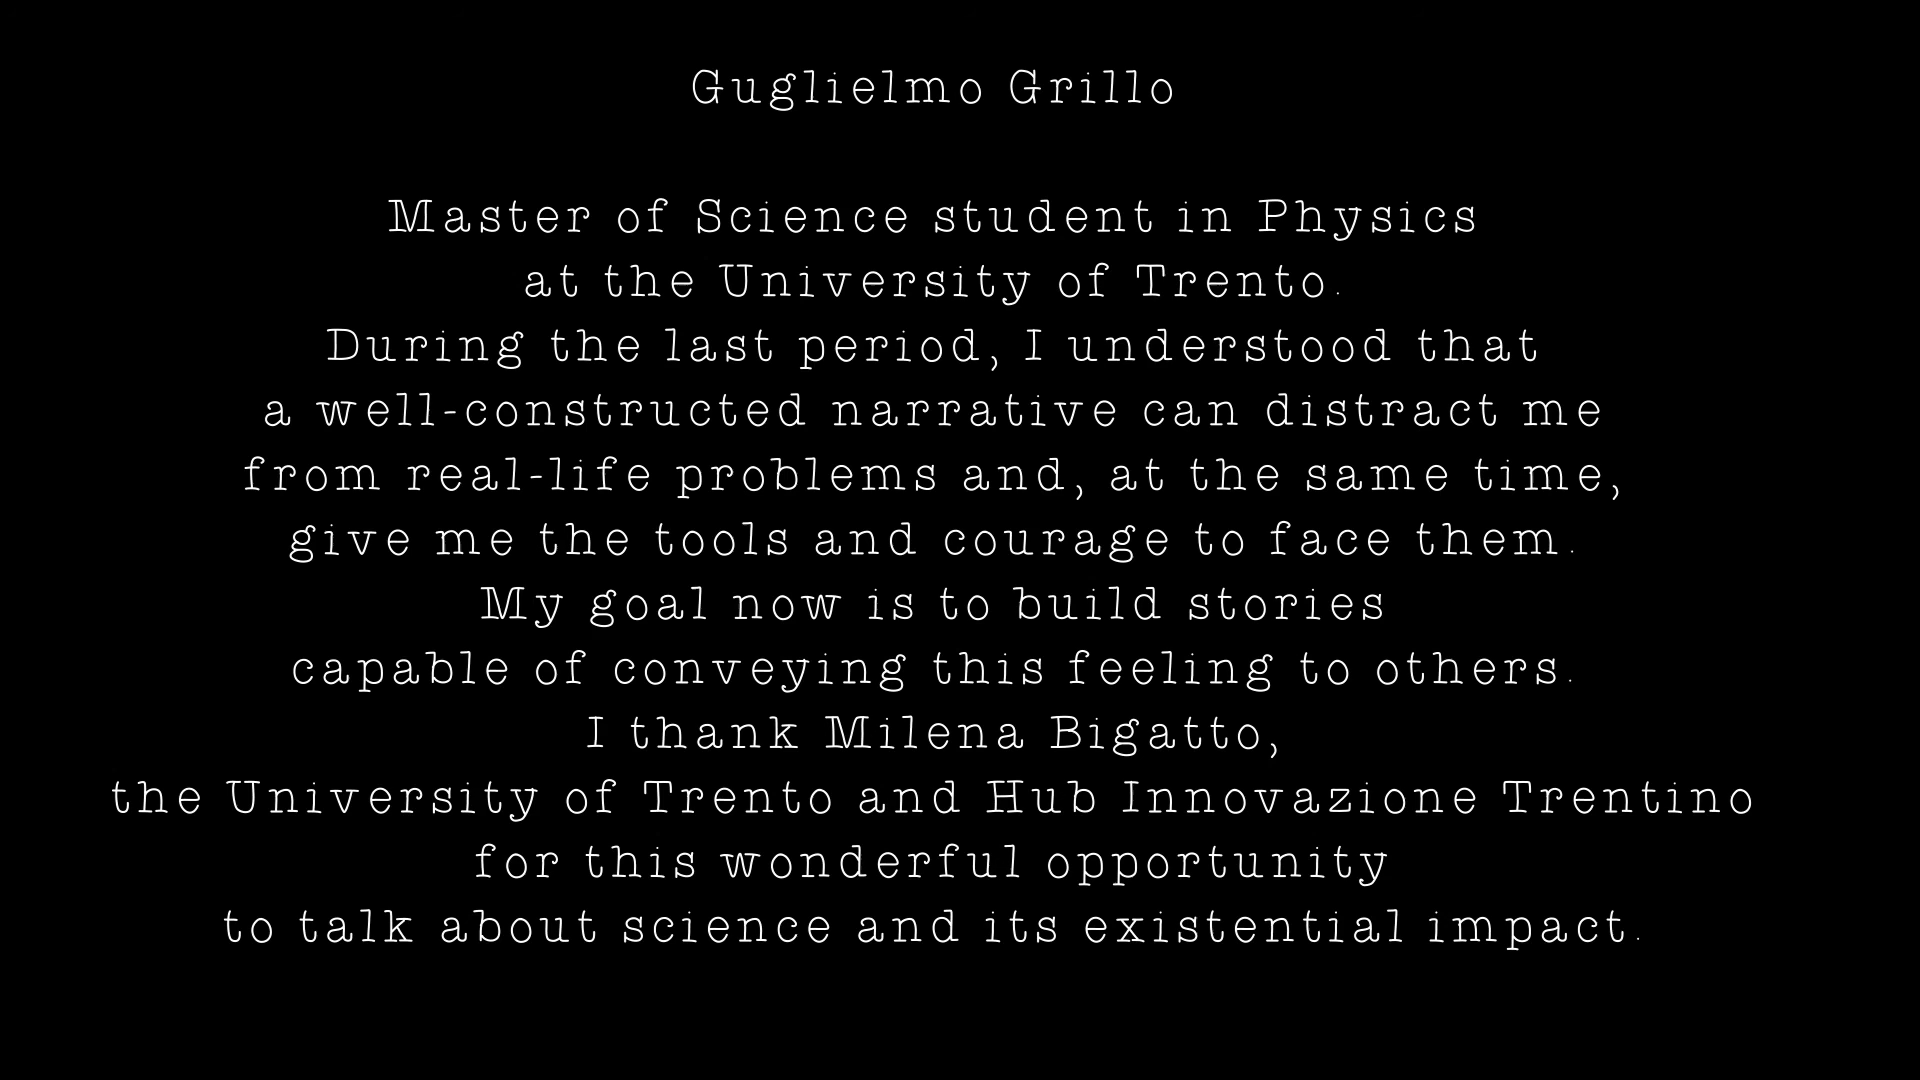 Guglielmo Grillo
Master of Science student in Physics
at the University of Trento.
During the last period, I understood that
a well-constructed narrative can distract me
from real-life problems and, at the same time,
give me the tools and courage to face them.
My goal now is to build stories
capable of conveying this feeling to others.
I thank Milena Bigatto,
the University of Trento and Hub Innovazione Trentino
for this wonderful opportunity
to talk about science and its existential impact.